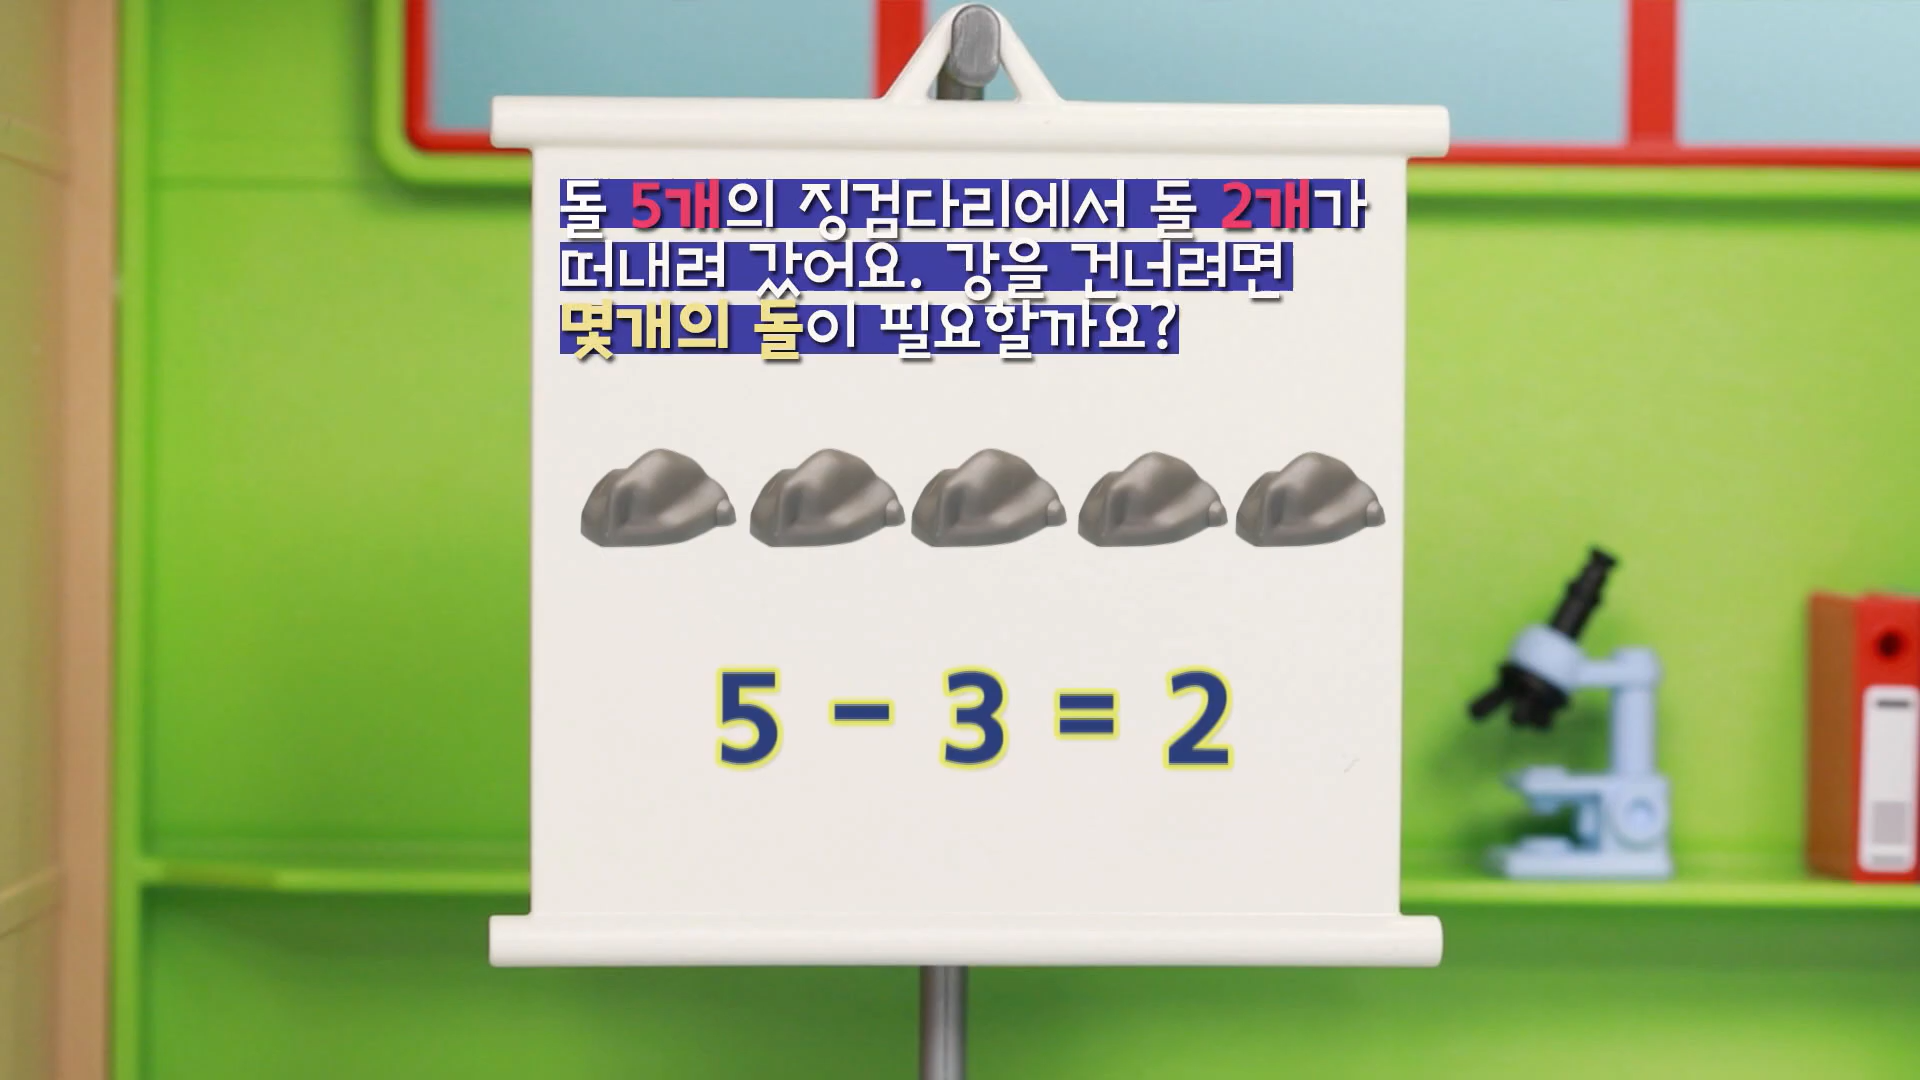 돌 5개의 징검다리에서 돌 2개가
떠내려 갔어요. 강을 건너려면
몇개의 돌이 필요할까요?
5 - 3 = 2